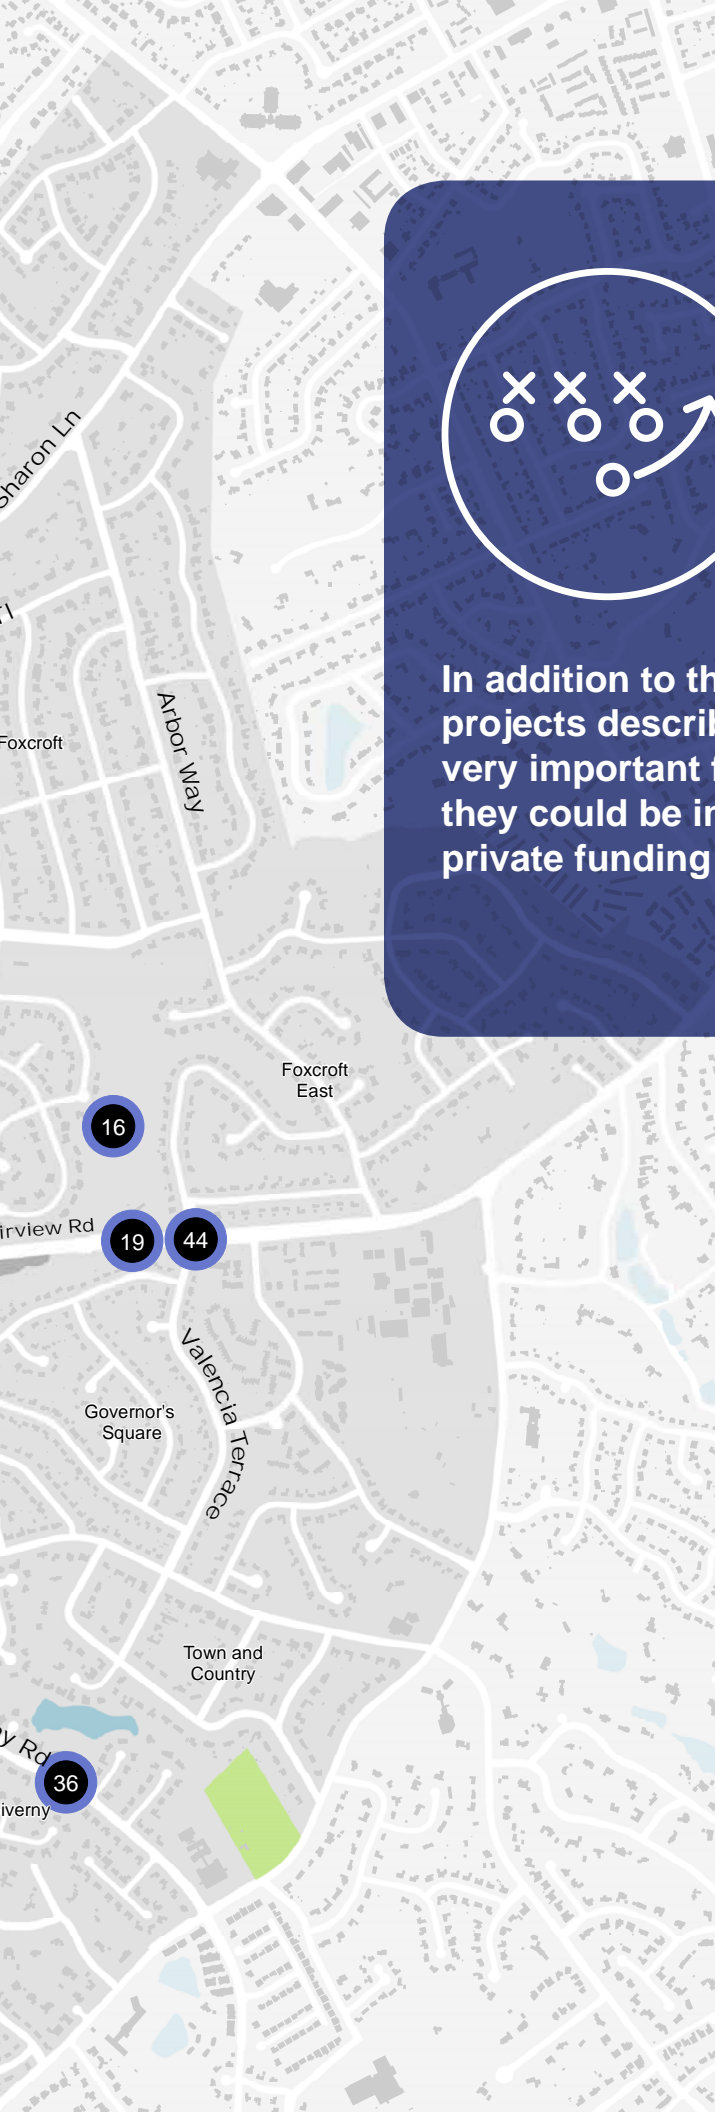 Sharon Ln
In addition to th
projects describ
very important f
they could be in
private funding
Foxcroft
Arbor Way
Foxcroft
East
16
irview Rd
19
44
Valencia Terrace
Governor's
Square
Town and
Country
y Rd
36
iverny